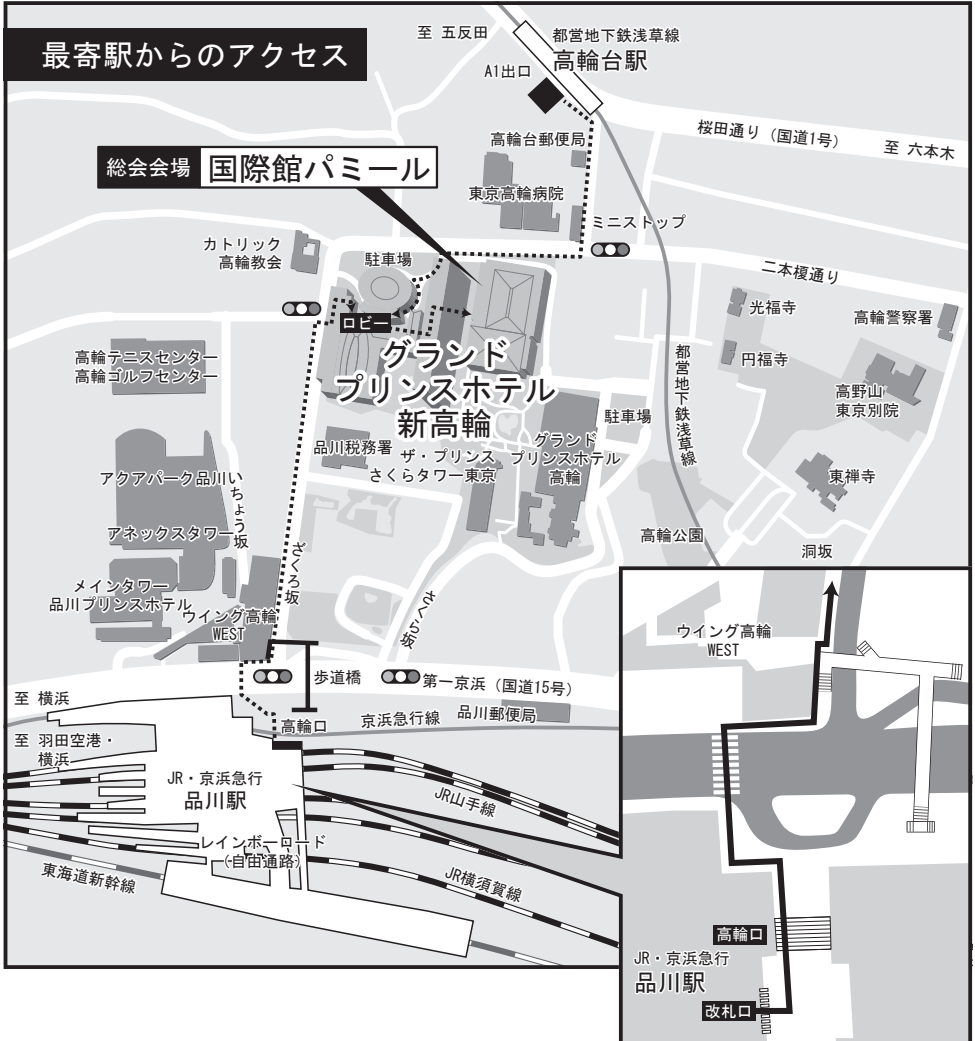 最寄駅からのアクセス
至 五反田
都営地下鉄浅草線
高輪台駅
A1出口
桜田通り（国道1号）
至 六本木
高輪台郵便局
総会会場 国際館パミール
東京高輪病院
ミニストップ
カトリック
高輪教会
駐車場
二本榎通り
光福寺
高輪警察署
ロビー
円福寺
高輪テニスセンター
高輪ゴルフセンター
グランド
プリンスホテル
新高輪
都営地下鉄浅草線
高野山
東京別院
駐車場
品川税務署
ザ・プリンス
さくらタワー東京
グランド
プリンスホテル
高輪
東禅寺
アクアパーク品川
いちょう坂
アネックスタワー
高輪公園
洞坂
ざくろ坂
メインタワー
品川プリンスホテル
ウイング高輪
WEST
さくら坂
歩道橋
第一京浜（国道15号）
至 横浜
高輪口
京浜急行線
品川郵便局
至 羽田空港・
横浜
JR・京浜急行
品川駅
JR山手線
レインボーロード
（自由通路）
東海道新幹線
JR横須賀線
ウイング高輪
WEST
高輪口
JR・京浜急行
品川駅
改札口